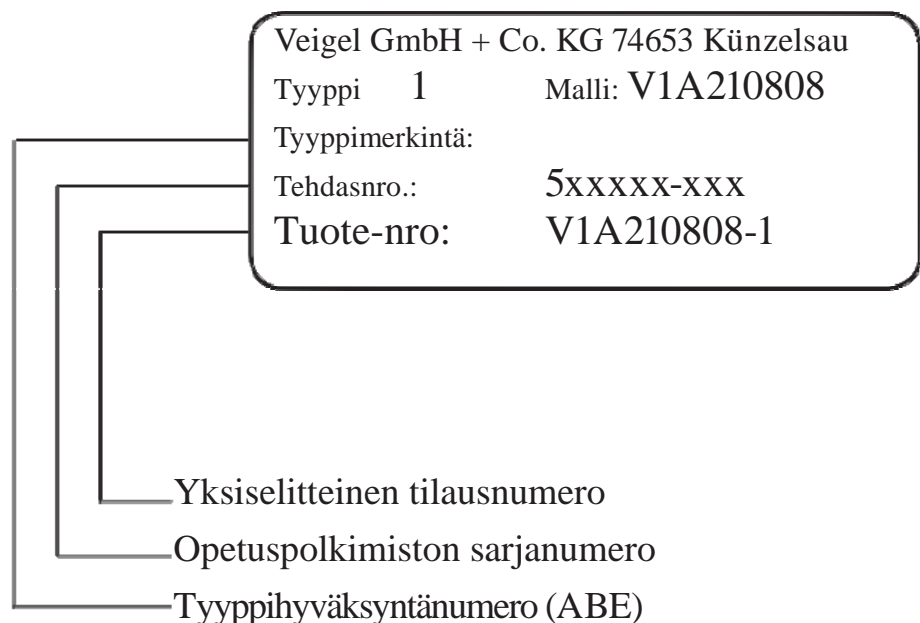 Veigel GmbH + Co. KG 74653 Künzelsau
Tyyppi 1 Malli: V1A210808
Tyyppimerkintä:
Tehdasnro.: 5xxxxx-xxx
Tuote-nro: V1A210808-1
Yksiselitteinen tilausnumero
Opetuspolkimiston sarjanumero
Tyyppihyväksyntänumero (ABE)